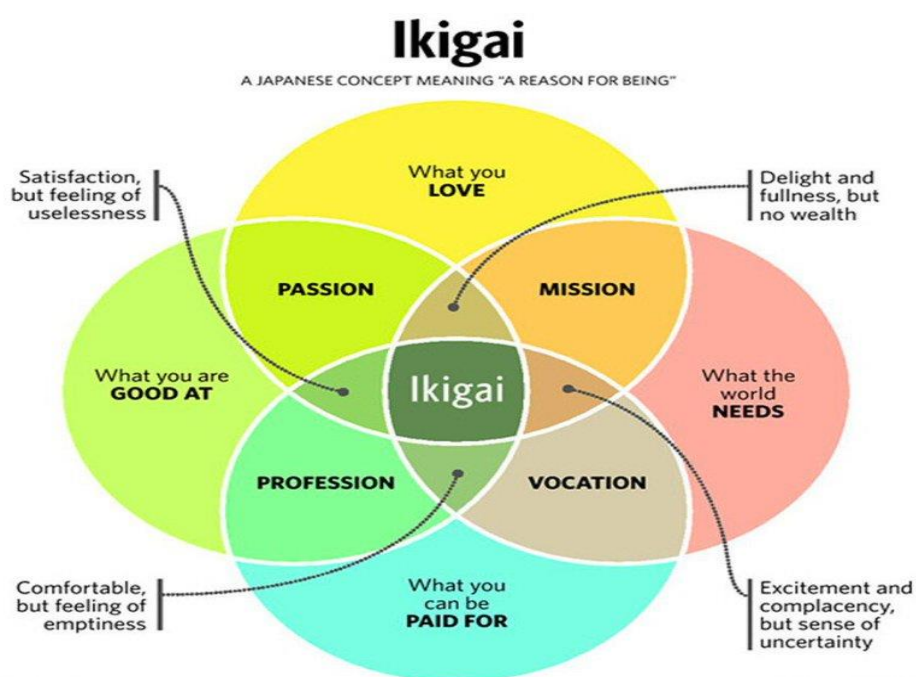 Ikigai
A JAPANESE CONCEPT MEANING “A REASON FOR BEING”
What you
LOVE
Satisfaction,
but feeling of
uselessness
Delight and
fullness, but
no wealth
PASSION
MISSION
What you are
GOOD AT
Ikigai
What the
world
NEEDS
PROFESSION
VOCATION
Comfortable,
but feeling of
emptiness
What you
can be
PAID FOR
Excitement and
complacency,
but sense of
uncertainty